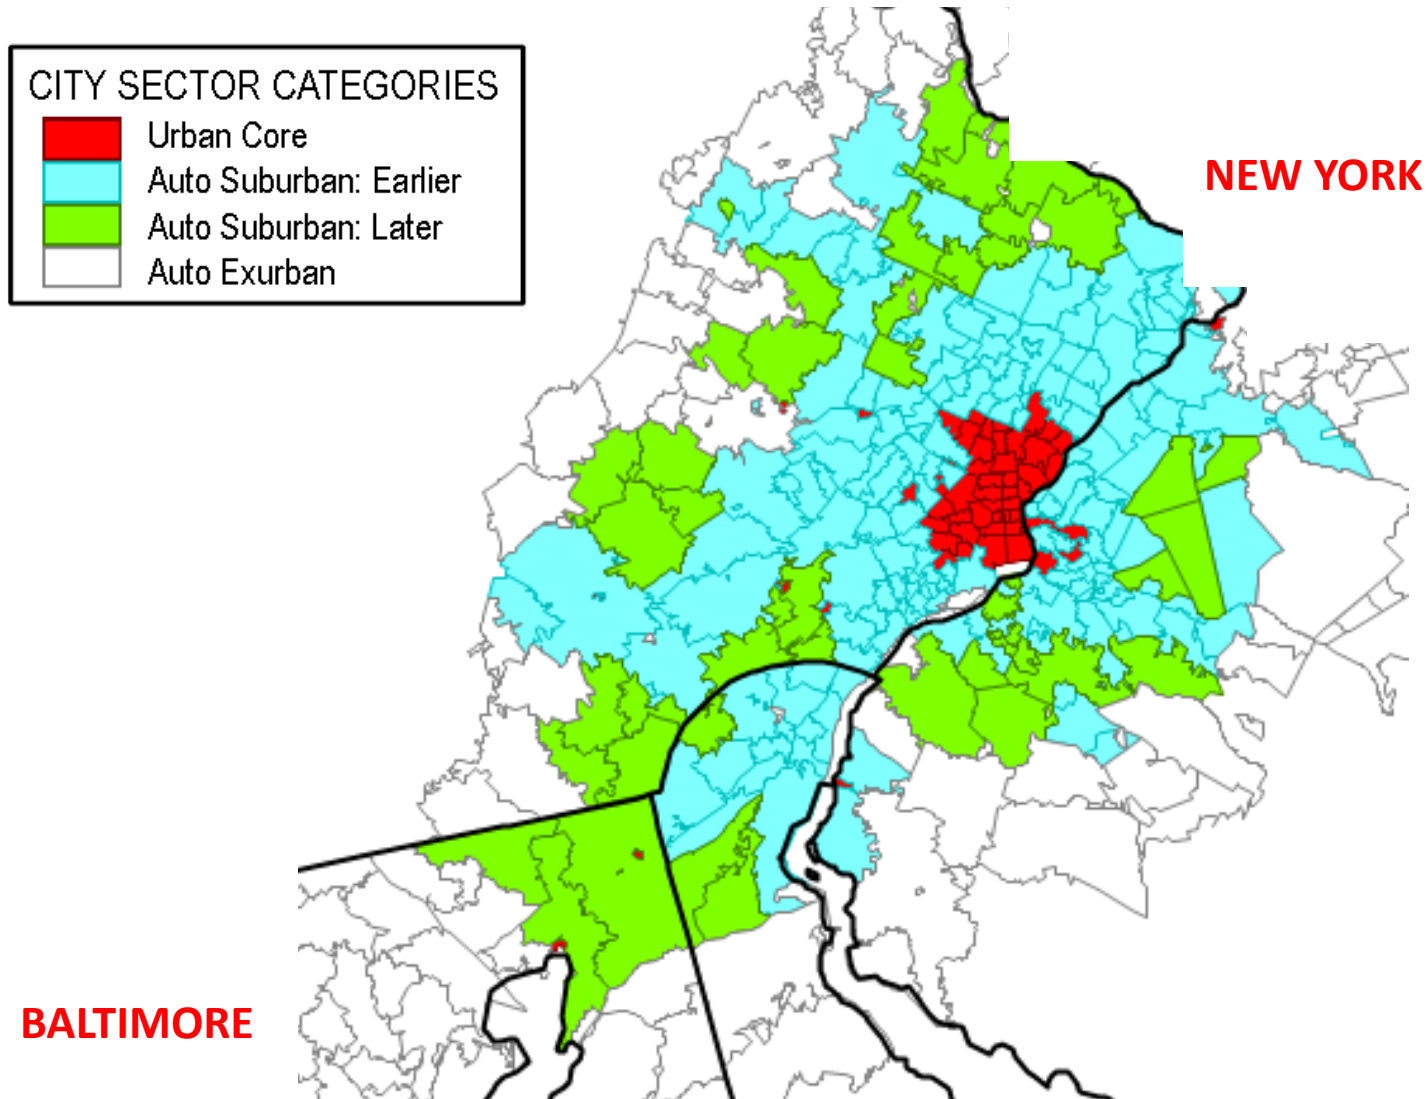 CITY SECTOR CATEGORIES
Urban Core
Auto Suburban: Earlier
Auto Suburban: Later
Auto Exurban
NEW YORK
BALTIMORE